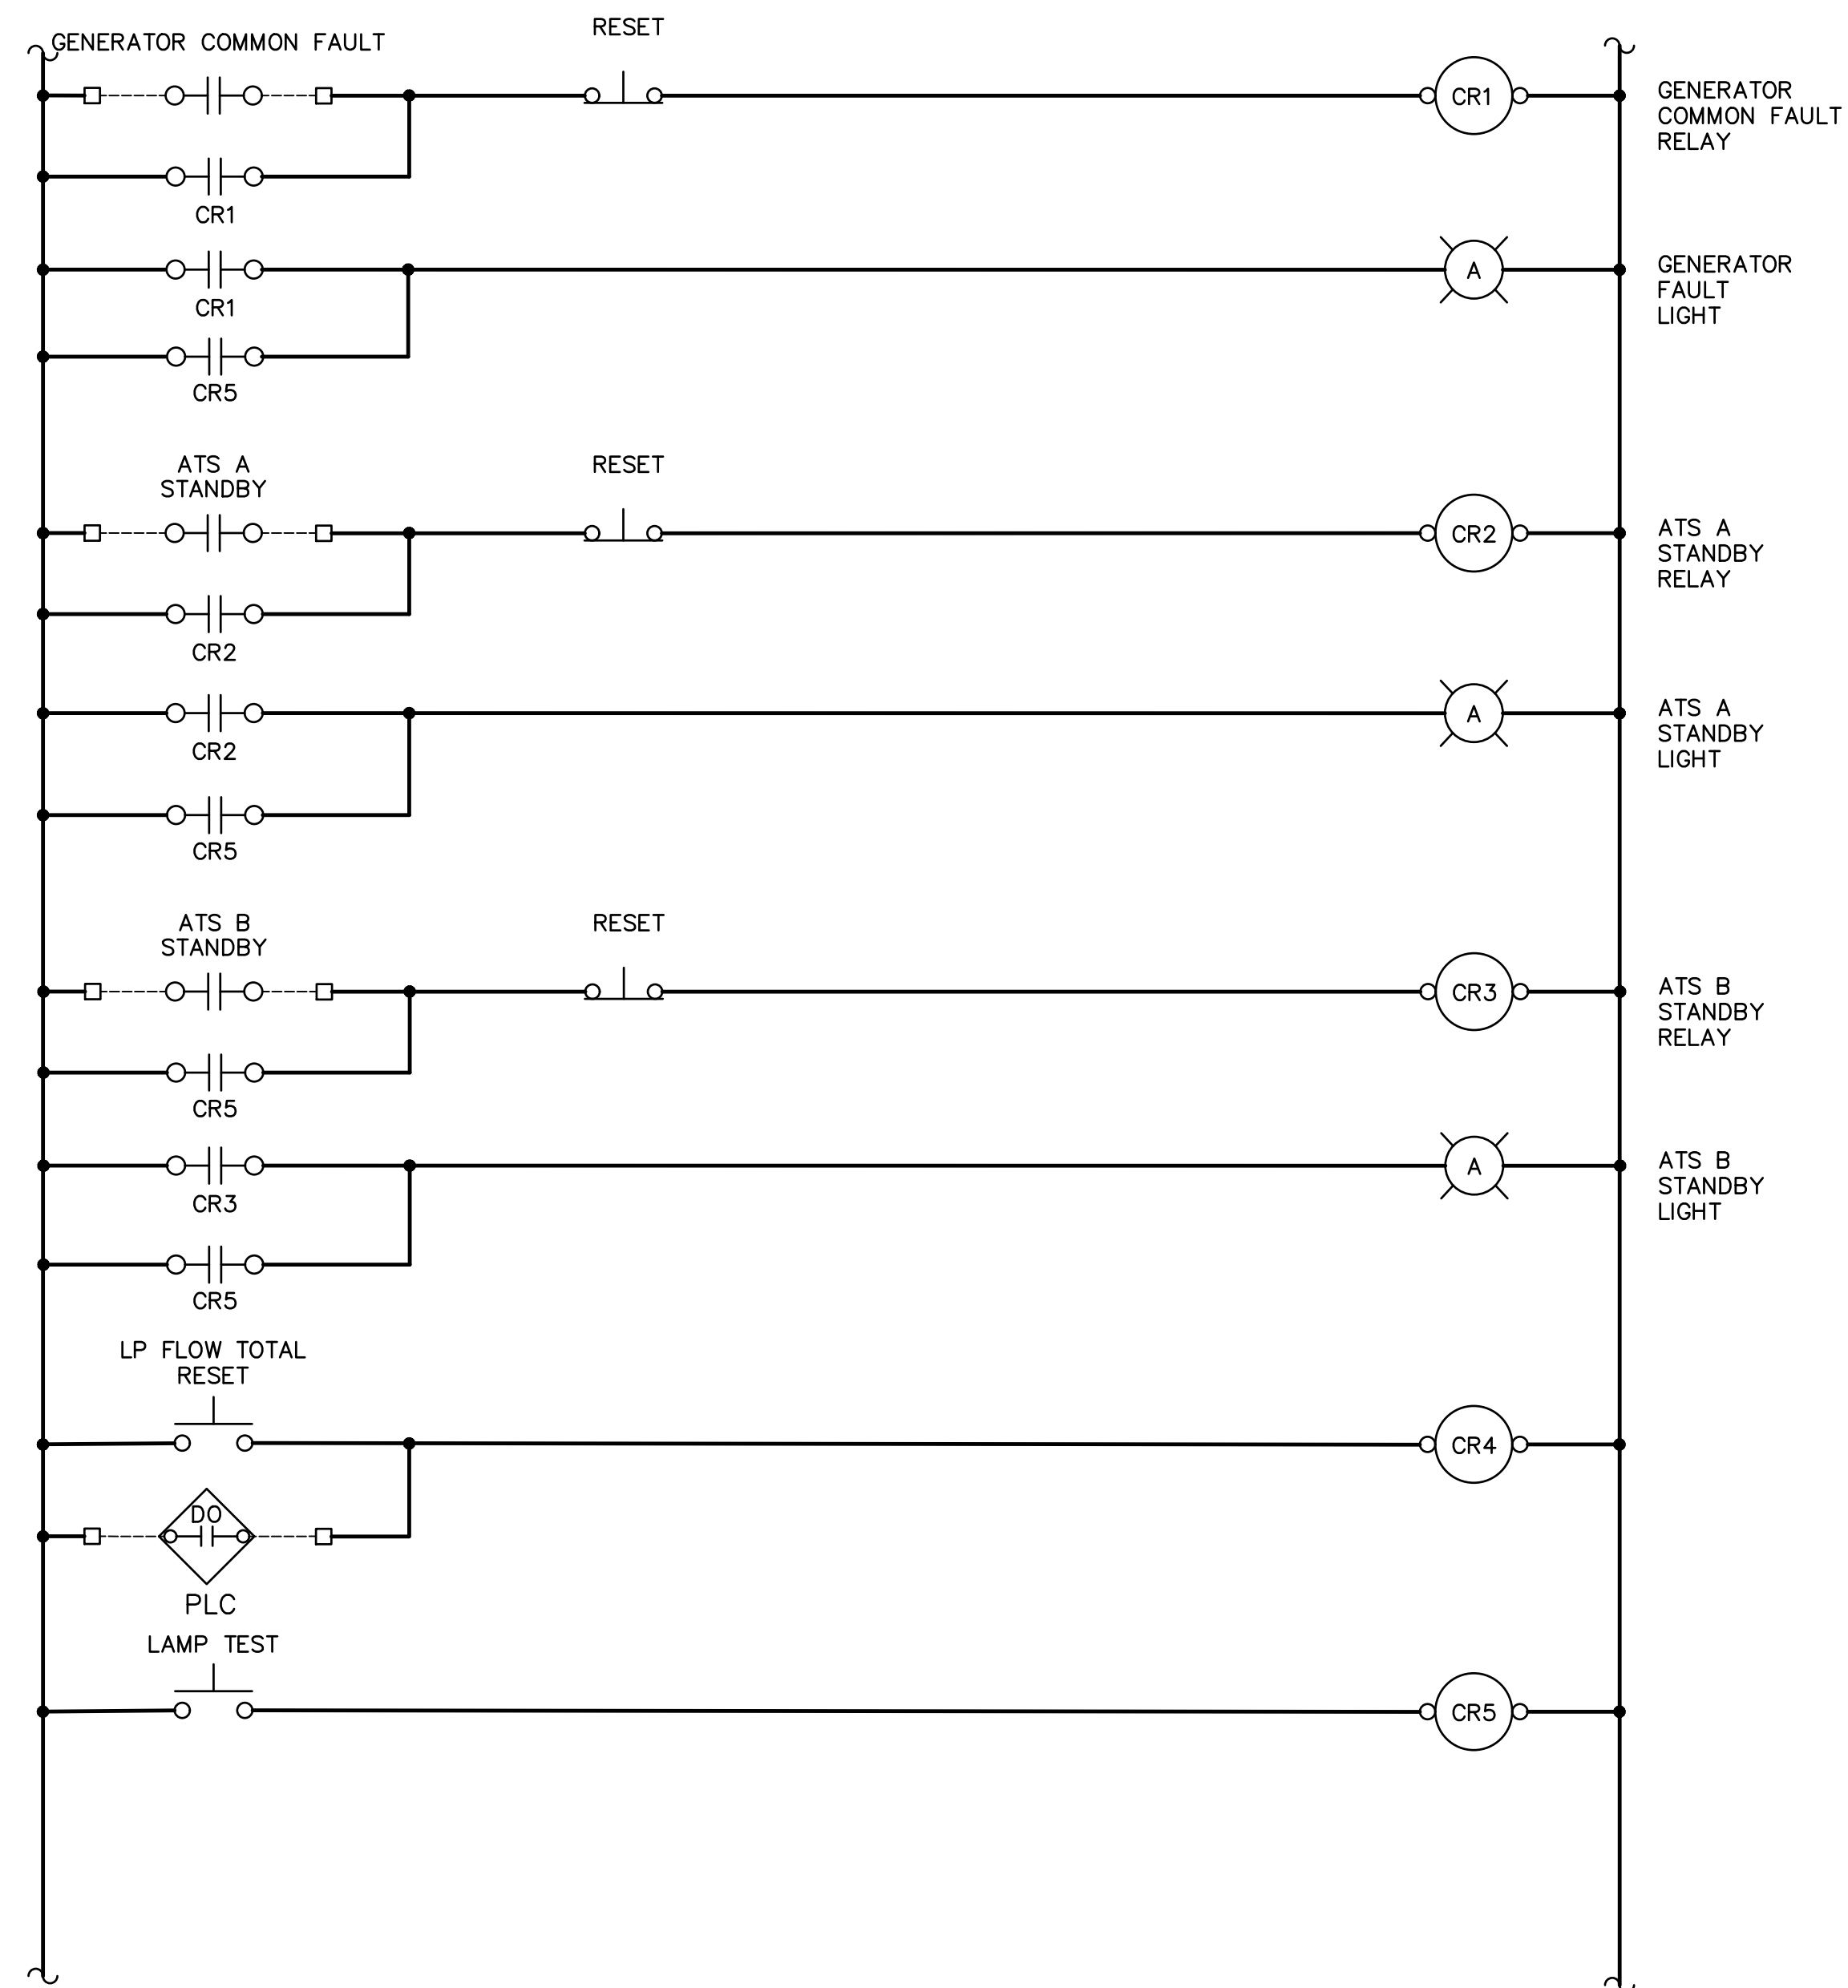 GENERATOR COMMON FAULT
RESET
CR1
GENERATOR
COMMON FAULT
RELAY
CR1
CR1
A
GENERATOR
FAULT
LIGHT
CR5
ATS A
STANDBY
RESET
CR2
ATS A
STANDBY
RELAY
CR2
CR2
A
ATS A
STANDBY
LIGHT
CR5
ATS B
STANDBY
RESET
CR3
ATS B
STANDBY
RELAY
CR5
CR3
A
ATS B
STANDBY
LIGHT
CR5
LP FLOW TOTAL
RESET
CR4
DO
PLC
LAMP TEST
CR5